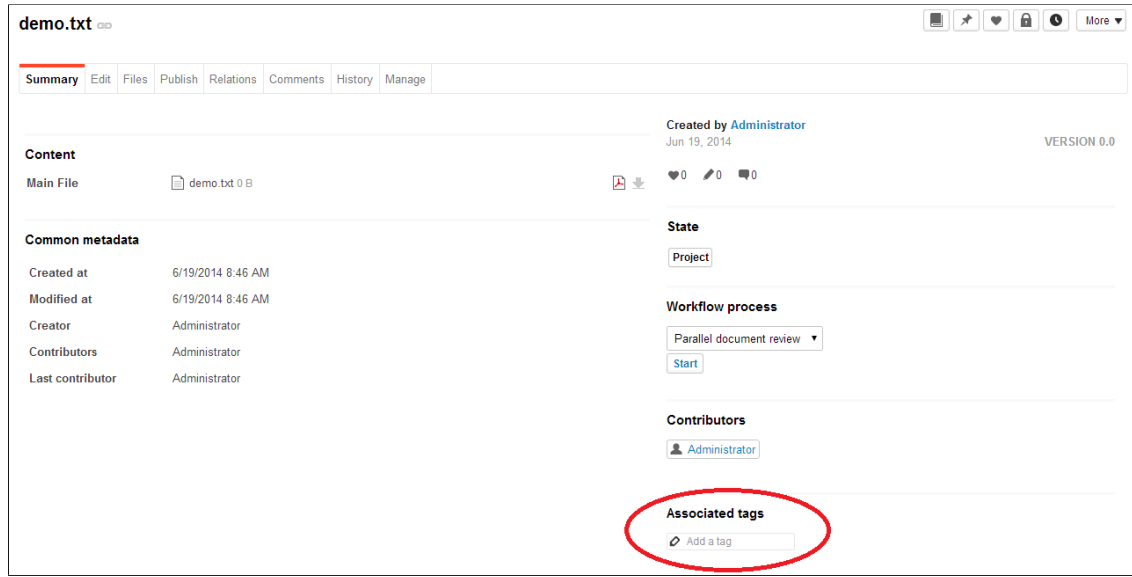 demo.txt
More ▼
Summary Edit Files Publish Relations Comments History Manage
Content
Main File demo.txt 0 B
Common metadata
Created at 6/19/2014 8:46 AM
Modified at 6/19/2014 8:46 AM
Creator Administrator
Contributors Administrator
Last contributor Administrator
Created by Administrator
Jun 19, 2014 VERSION 0.0
0 0 0
State
Project
Workflow process
Parallel document review ▼
Start
Contributors
Administrator
Associated tags
Add a tag